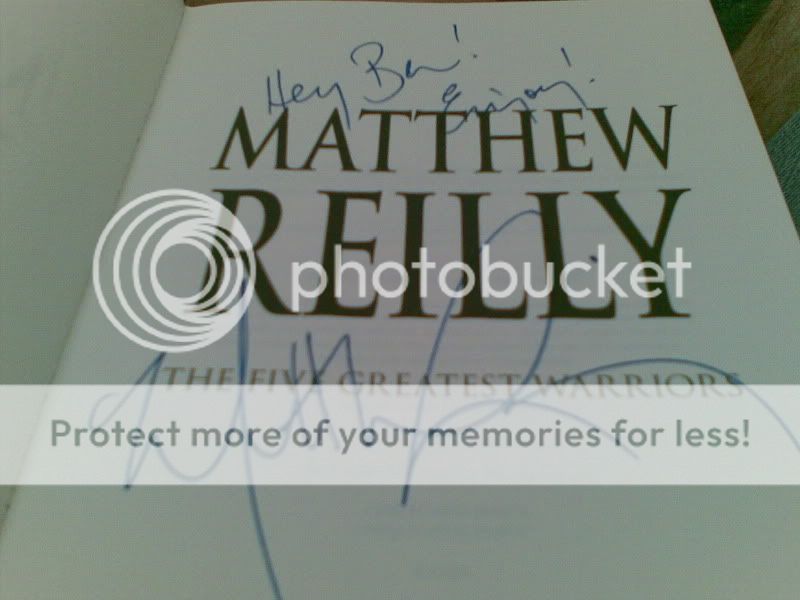 Hey Ben!
Enjoy!
MATTHEW
REILLY
photobucket
THE FIVE GREATEST WARRIORS
Protect more of your memories for less!